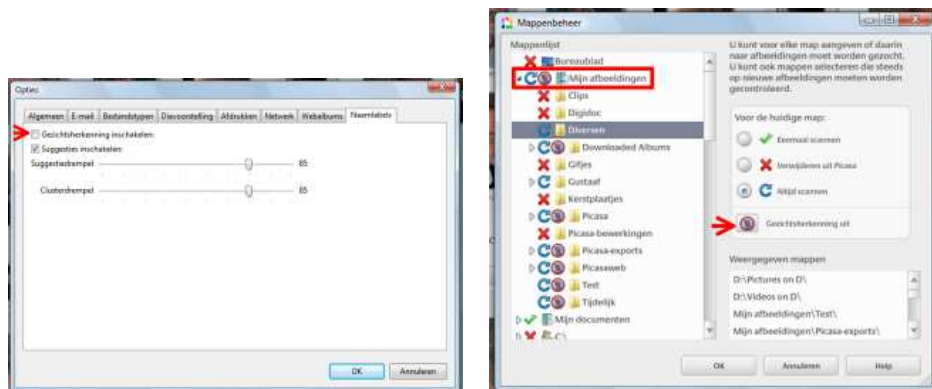 Opties
Algemeen E-mail Bestandstypen Diavoorstelling Afdrukken Netwerk Webalbums Naamlabels
Gezichtsherkenning inschakelen
Suggesties inschakelen
Suggestiedrempel 85
Clusterdrempel 85
OK Annuleren
Mappenbeheer
Mappenlijst
Bureaublad
Mijn afbeeldingen
Clips
Digidoc
Diversen
Downloaded Albums
Gifjes
Gustaaf
Kerstplaatjes
Picasa
Picasa-bewerkingen
Picasa-exports
Picasaweb
Test
Tijdelijk
Mijn documenten
C:\
U kunt voor elke map aangeven of daarin
naar afbeeldingen moet worden gezocht.
U kunt ook mappen selecteren die steeds
op nieuwe afbeeldingen moeten worden
gecontroleerd.
Voor de huidige map:
Eenmaal scannen
Verwijderen uit Picasa
Altijd scannen
Gezichtsherkenning uit
Weergegeven mappen
D:\Pictures on D\
D:\Videos on D\
Mijn afbeeldingen\Test\
Mijn afbeeldingen\Picasa-exports\
OK Annuleren Help